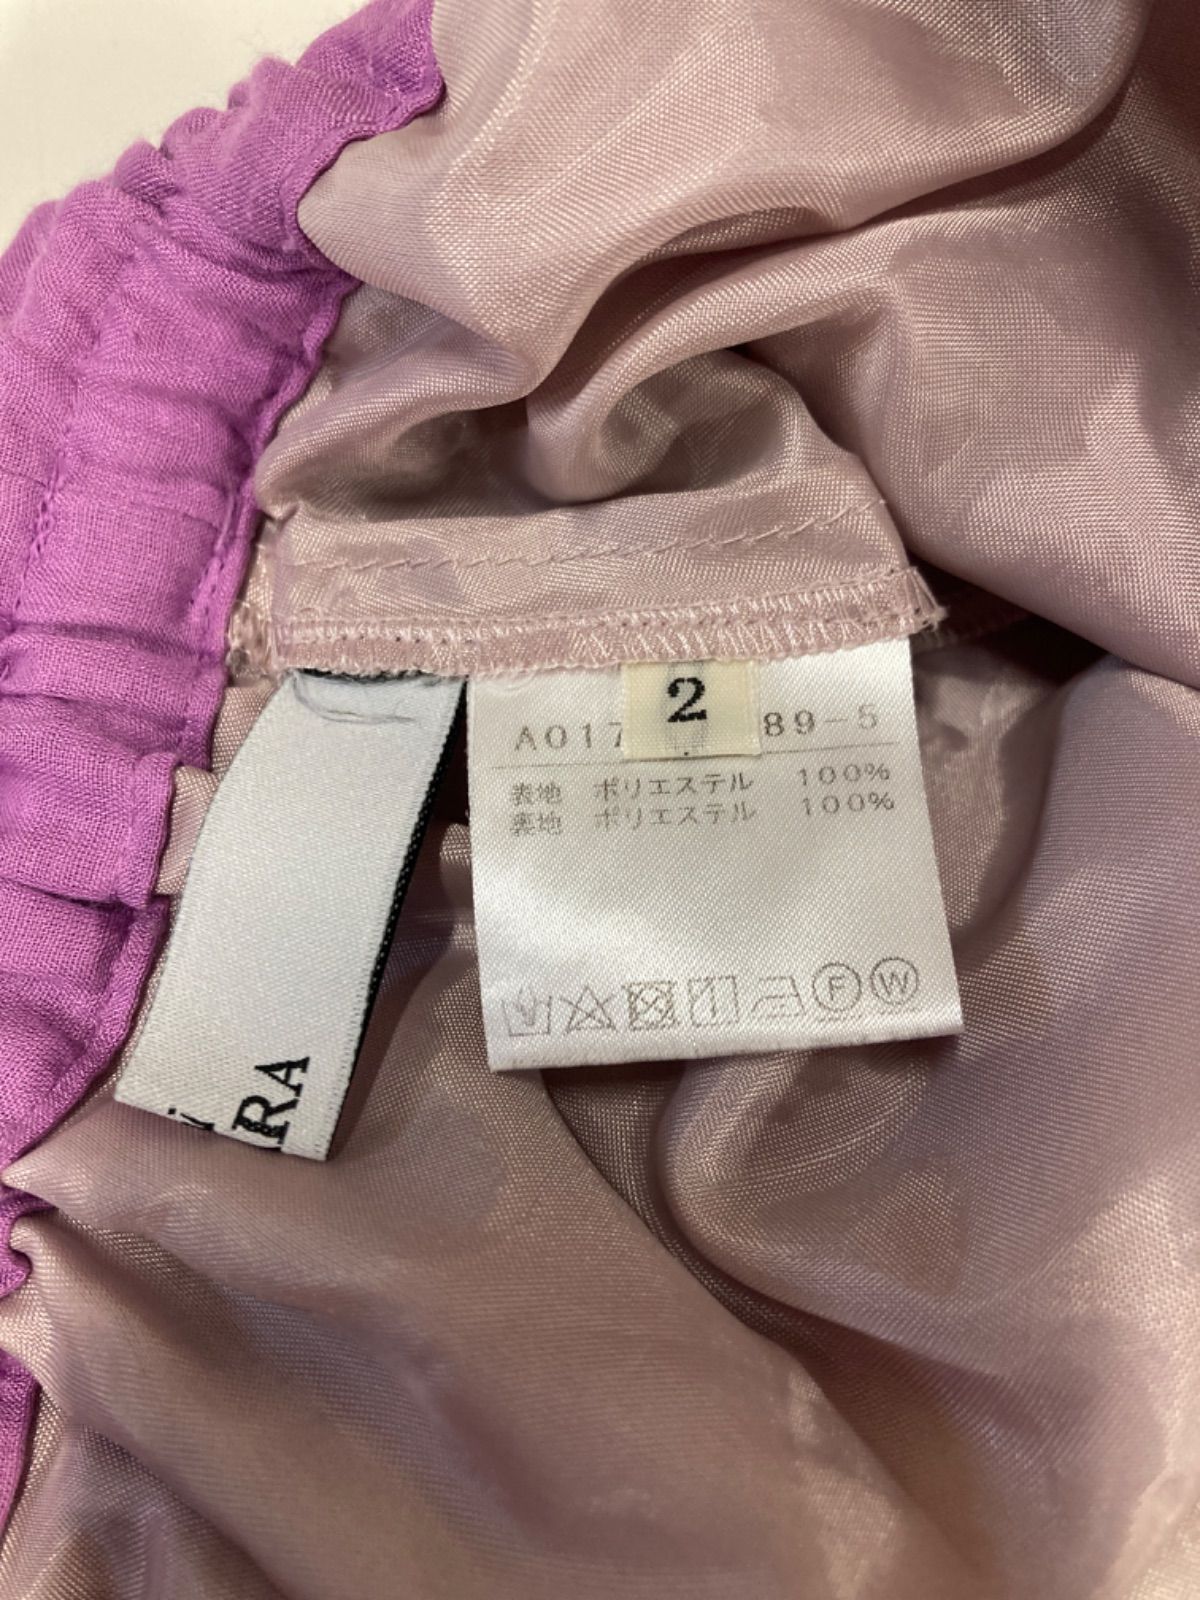 2
A017 89-5
表地 ポリエステル 100%
裏地 ポリエステル 100%
F W
RA